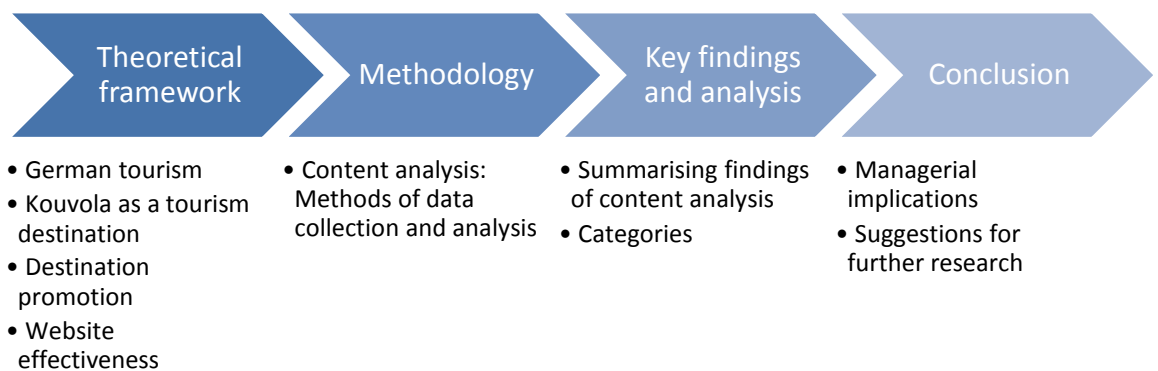 Theoretical
framework
• German tourism
• Kouvola as a tourism
destination
• Destination
promotion
• Website
effectiveness
Methodology
• Content analysis:
Methods of data
collection and analysis
Key findings
and analysis
• Summarising findings
of content analysis
• Categories
Conclusion
• Managerial
implications
• Suggestions for
further research